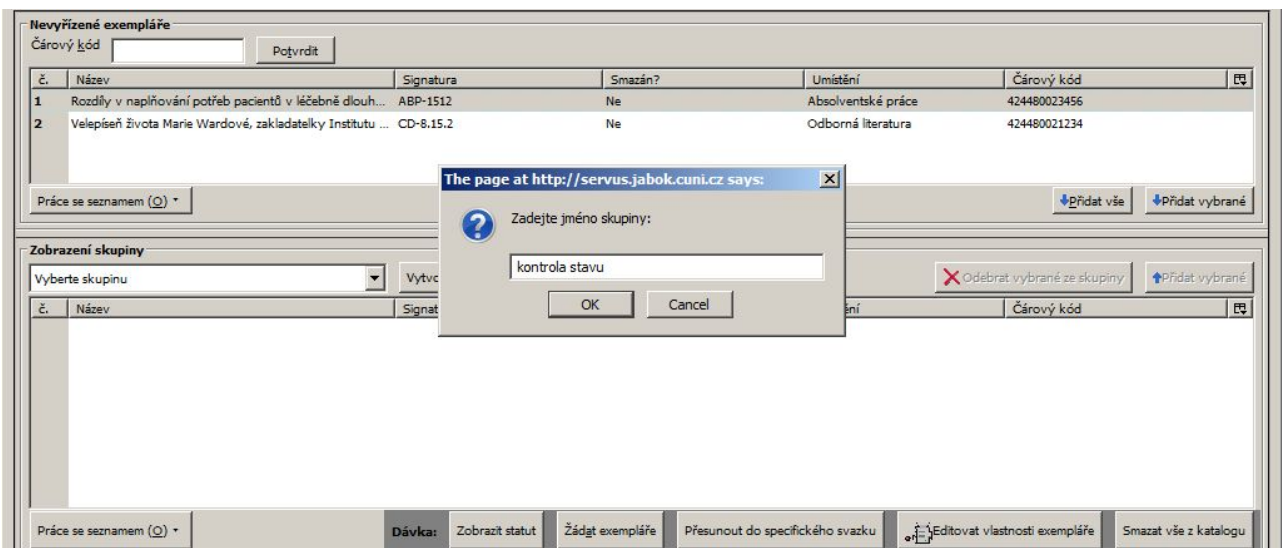 Nevyřízené exempláře
Čárový kód Potvrdit
č. Název Signatura Smazán? Umístění Čárový kód
1 Rozdíly v naplňování potřeb pacientů v léčebně dlouh... ABP-1512 Ne Absolventské práce 424480023456
2 Velepíseň života Marie Wardové, zakladatelky Institutu ... CD-8.15.2 Ne Odborná literatura 424480021234
The page at http://servus.jabok.cuni.cz says:
Práce se seznamem (O) Přidat vše Přidat vybrané
Zadejte jméno skupiny:
Zobrazení skupiny
kontrola stavu
Vyberte skupinu Vytvo Odebrat vybrané ze skupiny Přidat vybrané
OK Cancel
č. Název Signat ění Čárový kód
Práce se seznamem (O) Dávka: Zobrazit statut Žádat exempláře Přesunout do specifického svazku Editovat vlastnosti exempláře Smazat vše z katalogu